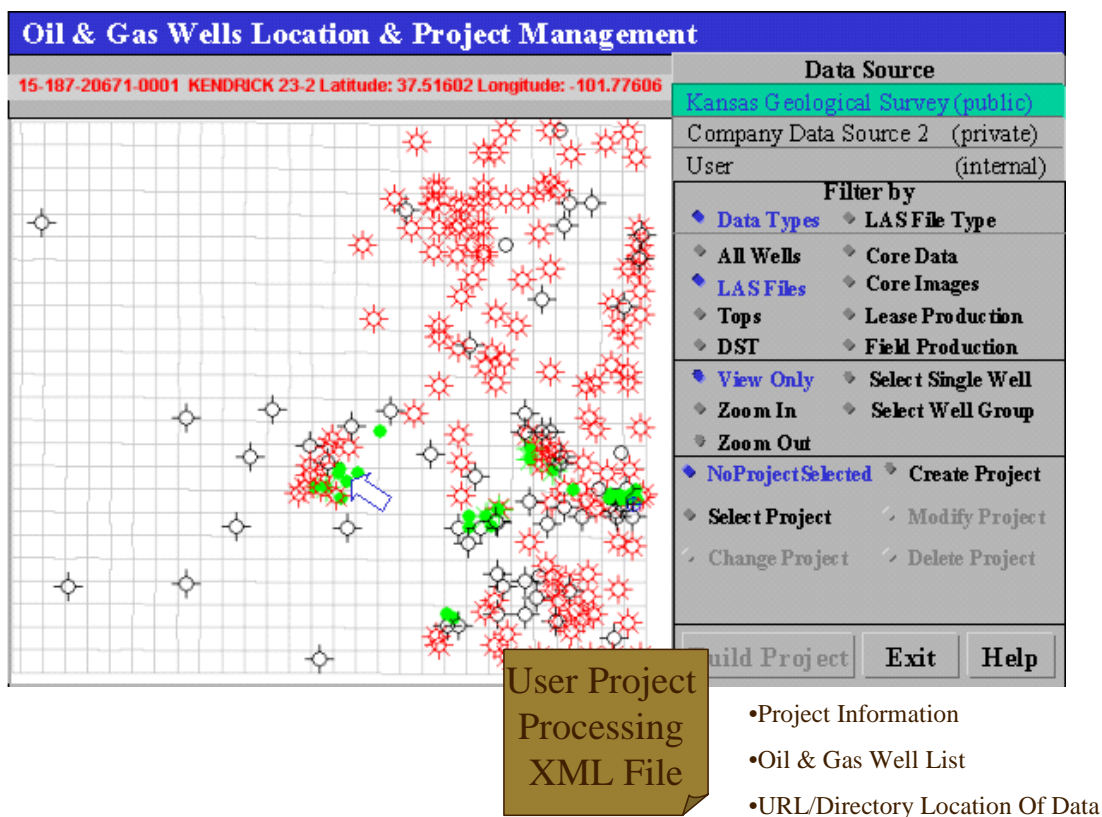 Oil & Gas Wells Location & Project Management
15-187-20671-0001 KENDRICK 23-2 Latitude: 37.51602 Longitude: -101.77606
Data Source
Kansas Geological Survey (public)
Company Data Source 2 (private)
User (internal)
Filter by
Data Types LAS File Type
All Wells Core Data
LAS Files Core Images
Tops Lease Production
DST Field Production
View Only Select Single Well
Zoom In Select Well Group
Zoom Out
No Project Selected Create Project
Select Project Modify Project
Change Project Delete Project
uild Project Exit Help
User Project
Processing
XML File
•Project Information
•Oil & Gas Well List
•URL/Directory Location Of Data